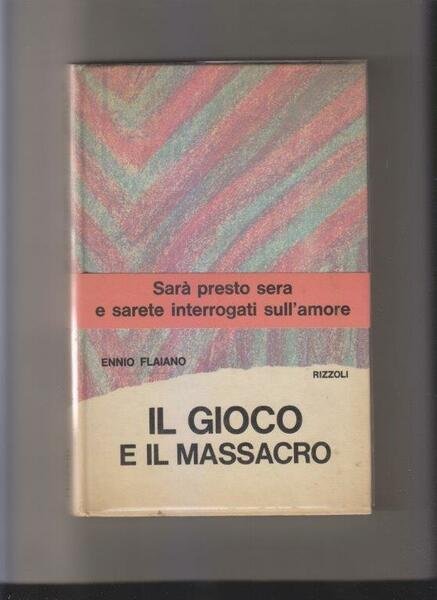 Sarà presto sera
e sarete interrogati sull'amore
ENNIO FLAIANO
RIZZOLI
IL GIOCO
E IL MASSACRO